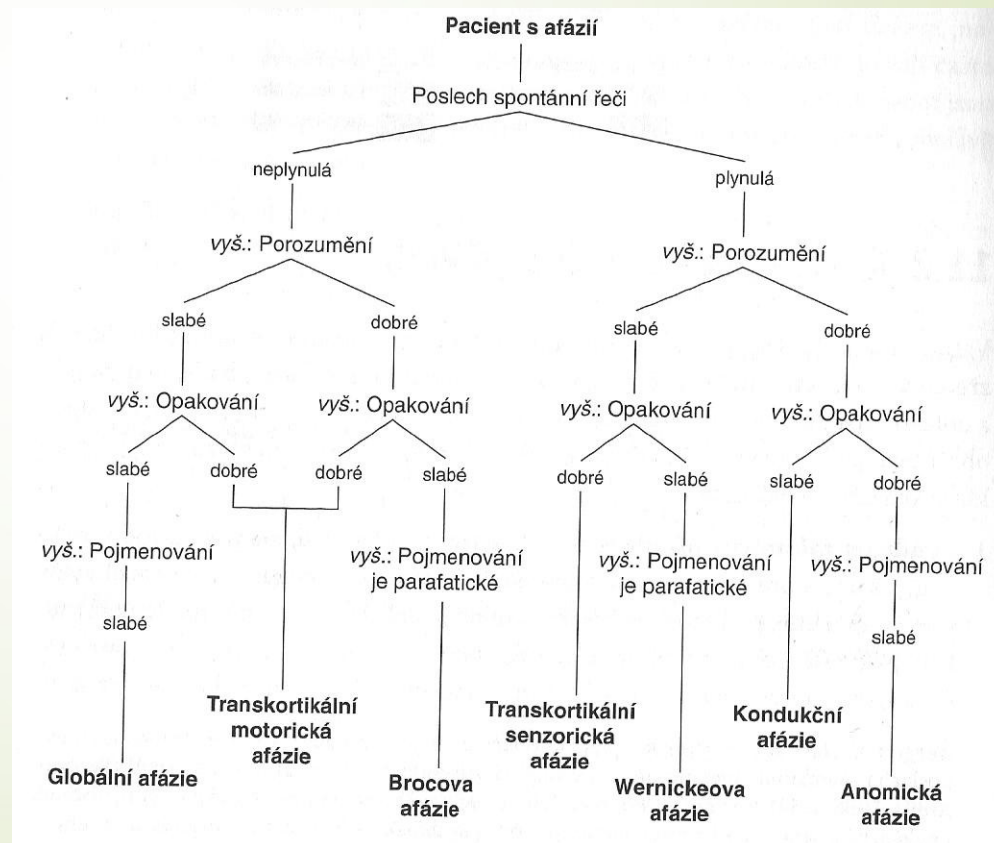 Pacient s afázií
Poslech spontánní řeči
neplynulá
plynulá
vyš.: Porozumění
vyš.: Porozumění
slabé
dobré
slabé
dobré
vyš.: Opakování
vyš.: Opakování
vyš.: Opakování
vyš.: Opakování
slabé
dobré
dobré
slabé
dobré
slabé
slabé
dobré
vyš.: Pojmenování
vyš.: Pojmenování
je parafatické
vyš.: Pojmenování
je parafatické
vyš.: Pojmenování
slabé
slabé
Transkortikální
motorická
afázie
Transkortikální
senzorická
afázie
Kondukční
afázie
Globální afázie
Brocova
afázie
Wernickeova
afázie
Anomická
afázie